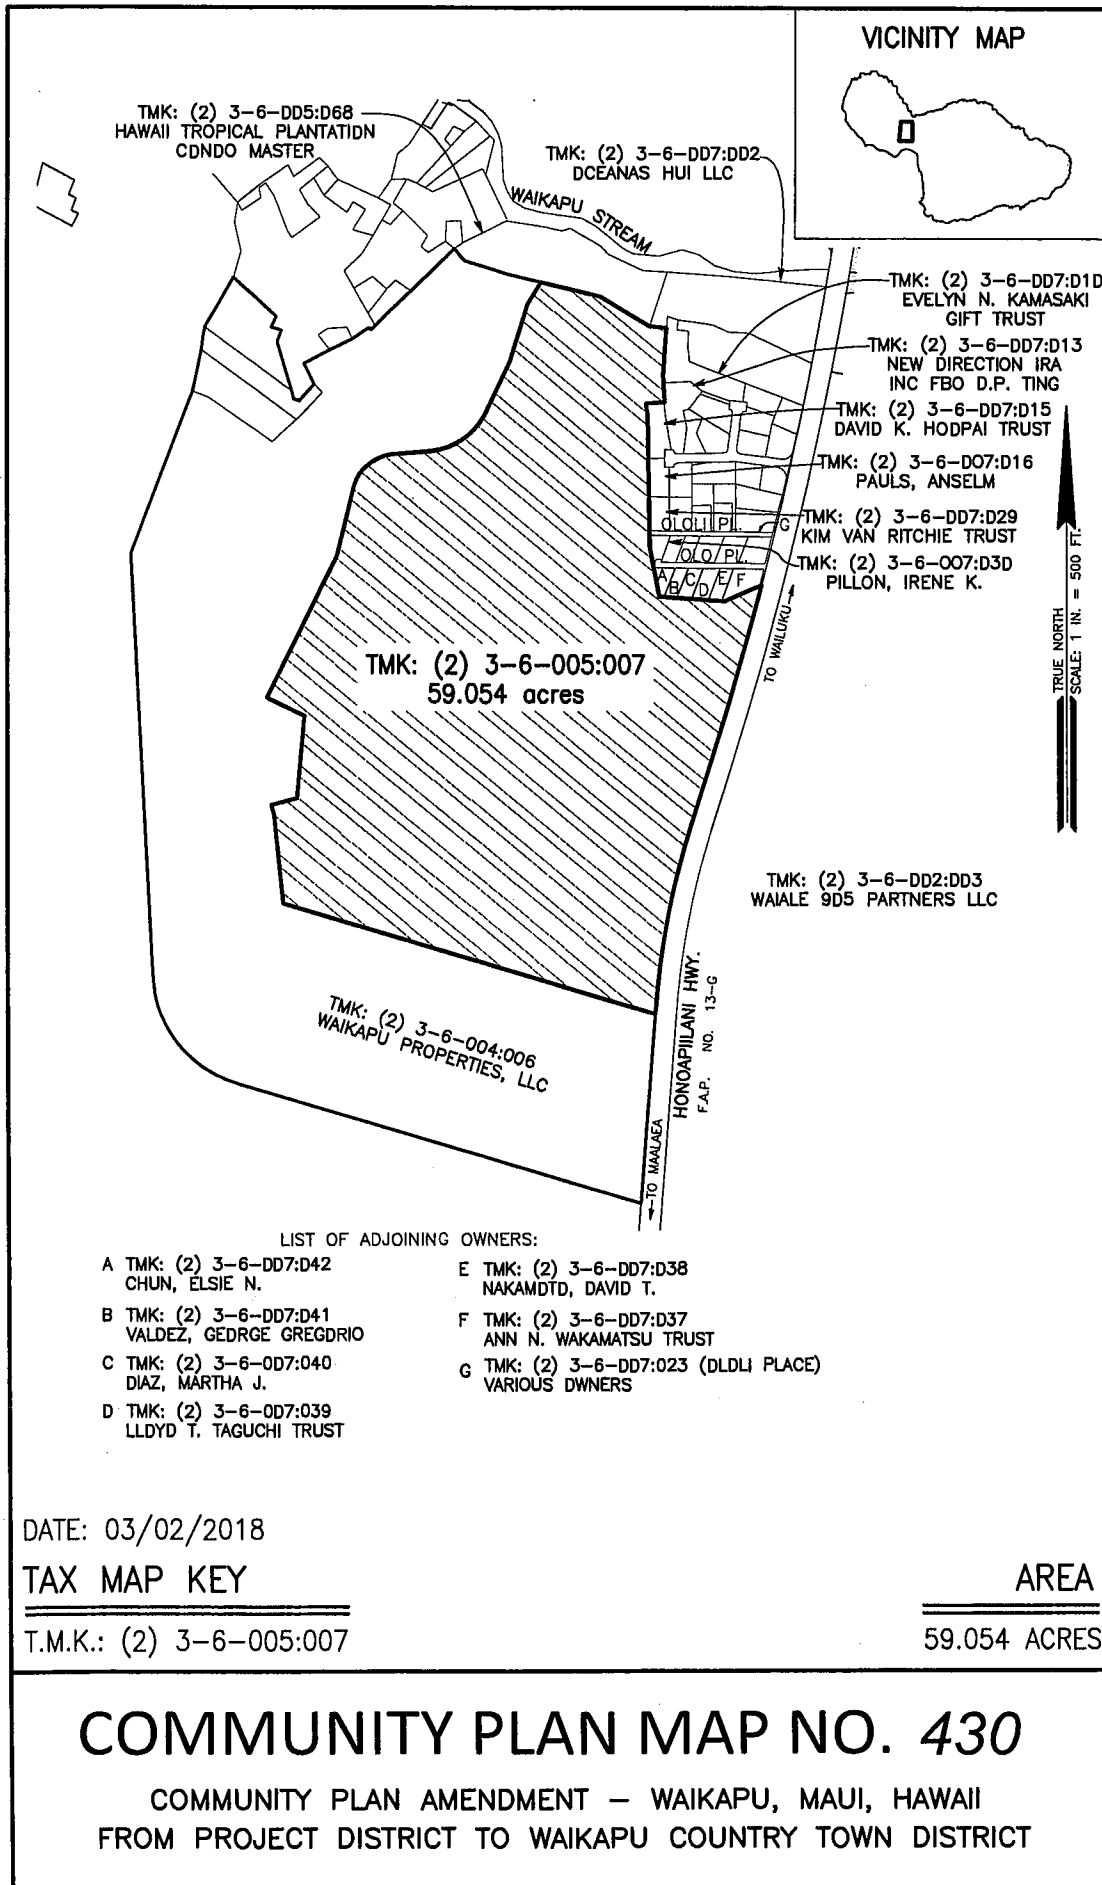 VICINITY MAP
TMK: (2) 3-6-DD5:D68
HAWAII TROPICAL PLANTATIDN
CDNDO MASTER
TMK: (2) 3-6-DD7:DD2
DCEANAS HUI LLC
WAIKAPU STREAM
TMK: (2) 3-6-DD7:D1D
EVELYN N. KAMASAKI
GIFT TRUST
TMK: (2) 3-6-DD7:D13
NEW DIRECTION IRA
INC FBO D.P. TING
TMK: (2) 3-6-DD7:D15
DAVID K. HODPAI TRUST
TMK: (2) 3-6-D07:D16
PAULS, ANSELM
TMK: (2) 3-6-DD7:D29
KIM VAN RITCHIE TRUST
TMK: (2) 3-6-007:D3D
PILLON, IRENE K.
OLOLI PL.
G
OLO PL.
A B C D E F
TO WAILUKU
TRUE NORTH
SCALE: 1 IN. = 500 FT.
TMK: (2) 3-6-005:007
59.054 acres
TMK: (2) 3-6-DD2:DD3
WAIALE 9D5 PARTNERS LLC
TMK: (2) 3-6-004:006
WAIKAPU PROPERTIES, LLC
HONOAPIILANI HWY.
F.A.P. NO. 13-G
TO MAALAEA
LIST OF ADJOINING OWNERS:
A TMK: (2) 3-6-DD7:D42
CHUN, ELSIE N.
B TMK: (2) 3-6-DD7:D41
VALDEZ, GEDRGE GREGDRIO
C TMK: (2) 3-6-0D7:040
DIAZ, MARTHA J.
D TMK: (2) 3-6-0D7:039
LLDYD T. TAGUCHI TRUST
E TMK: (2) 3-6-DD7:D38
NAKAMDTD, DAVID T.
F TMK: (2) 3-6-DD7:D37
ANN N. WAKAMATSU TRUST
G TMK: (2) 3-6-DD7:023 (DLDLI PLACE)
VARIOUS DWNERS
DATE: 03/02/2018
TAX MAP KEY
AREA
T.M.K.: (2) 3-6-005:007
59.054 ACRES
COMMUNITY PLAN MAP NO. 430
COMMUNITY PLAN AMENDMENT – WAIKAPU, MAUI, HAWAII
FROM PROJECT DISTRICT TO WAIKAPU COUNTRY TOWN DISTRICT